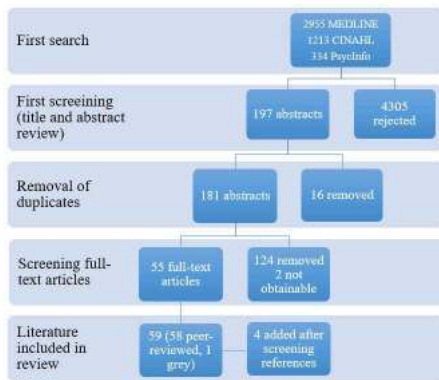 First search
2955 MEDLINE
1213 CINAHL
334 PsycInfo
First screining
(title and abstract
review)
197 abstracts
4305
rejected
Removal of
duplicates
181 abstracts
16 removed
Screening full-
text articles
55 full-text
articles
124 removed
2 not
obtainable
Literature
included in
review
59 (58 peer-
reviewed, 1
grey)
4 added after
screening
references